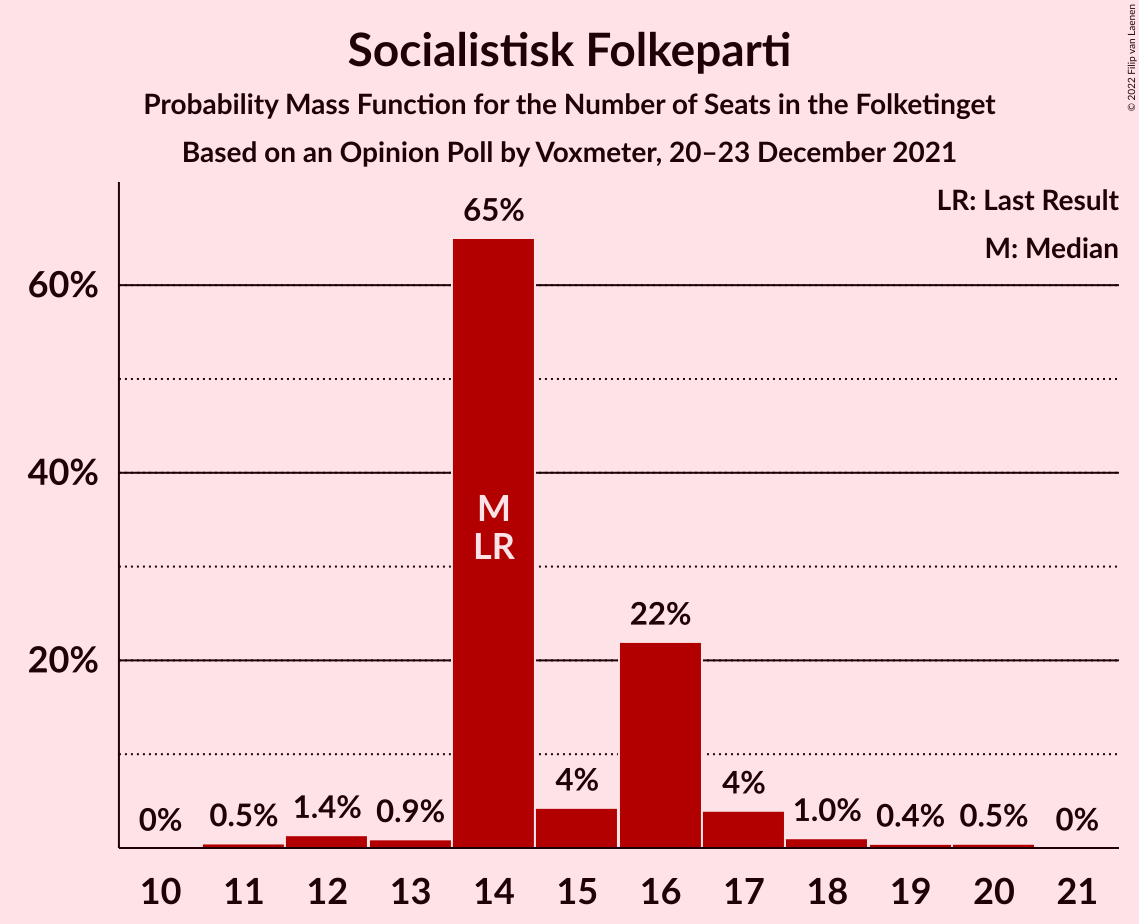 Socialistisk Folkeparti
Probability Mass Function for the Number of Seats in the Folketinget
Based on an Opinion Poll by Voxmeter, 20–23 December 2021
© 2022 Filip van Laenen
LR: Last Result
M: Median
60%
40%
20%
0%
0.5%
1.4%
0.9%
65%
M
LR
4%
22%
4%
1.0%
0.4%
0.5%
0%
10 11 12 13 14 15 16 17 18 19 20 21